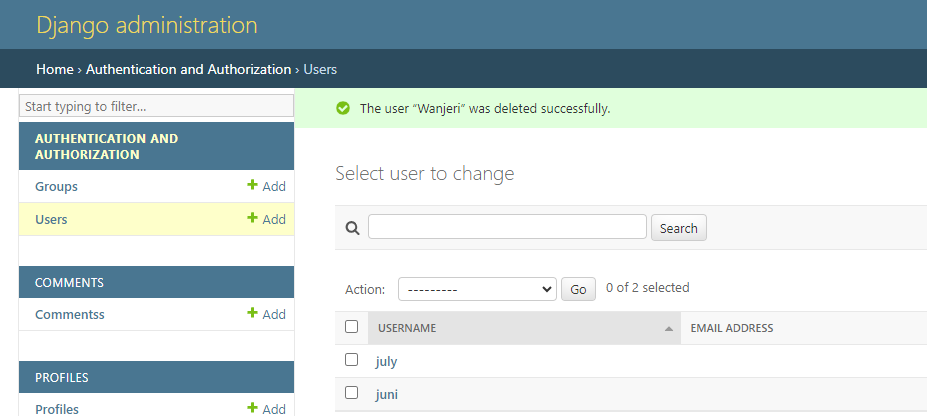 Django administration
Home › Authentication and Authorization › Users
Start typing to filter...
AUTHENTICATION AND
AUTHORIZATION
Groups + Add
Users + Add
COMMENTS
Commentss + Add
PROFILES
Profiles + Add
The user “Wanjeri” was deleted successfully.
Select user to change
Search
Action: --------- Go 0 of 2 selected
USERNAME EMAIL ADDRESS
july
juni